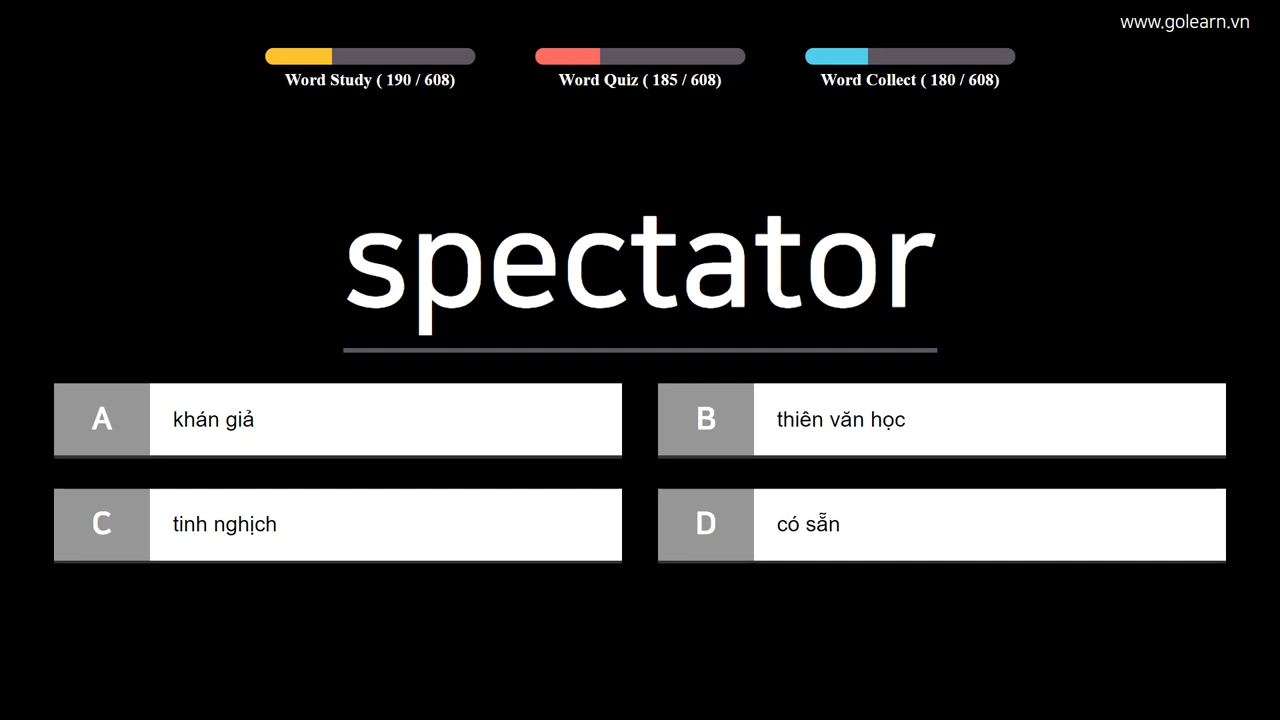 www.golearn.vn
Word Study ( 190 / 608)
Word Quiz ( 185 / 608)
Word Collect ( 180 / 608)
spectator
A khán giả
B thiên văn học
C tinh nghịch
D có sẵn